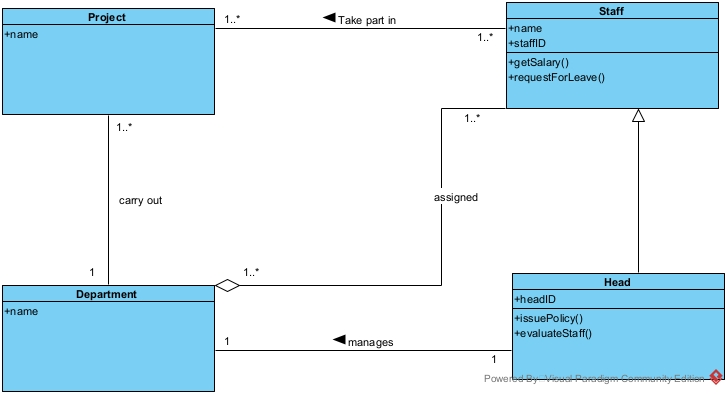 Project
+name
1..*
Take part in
1..*
Staff
+name
+staffID
+getSalary()
+requestForLeave()
1..*
1..*
carry out
assigned
1
1..*
Department
+name
1
manages
1
Head
+headID
+issuePolicy()
+evaluateStaff()
Powered By: Visual Paradigm Community Edition